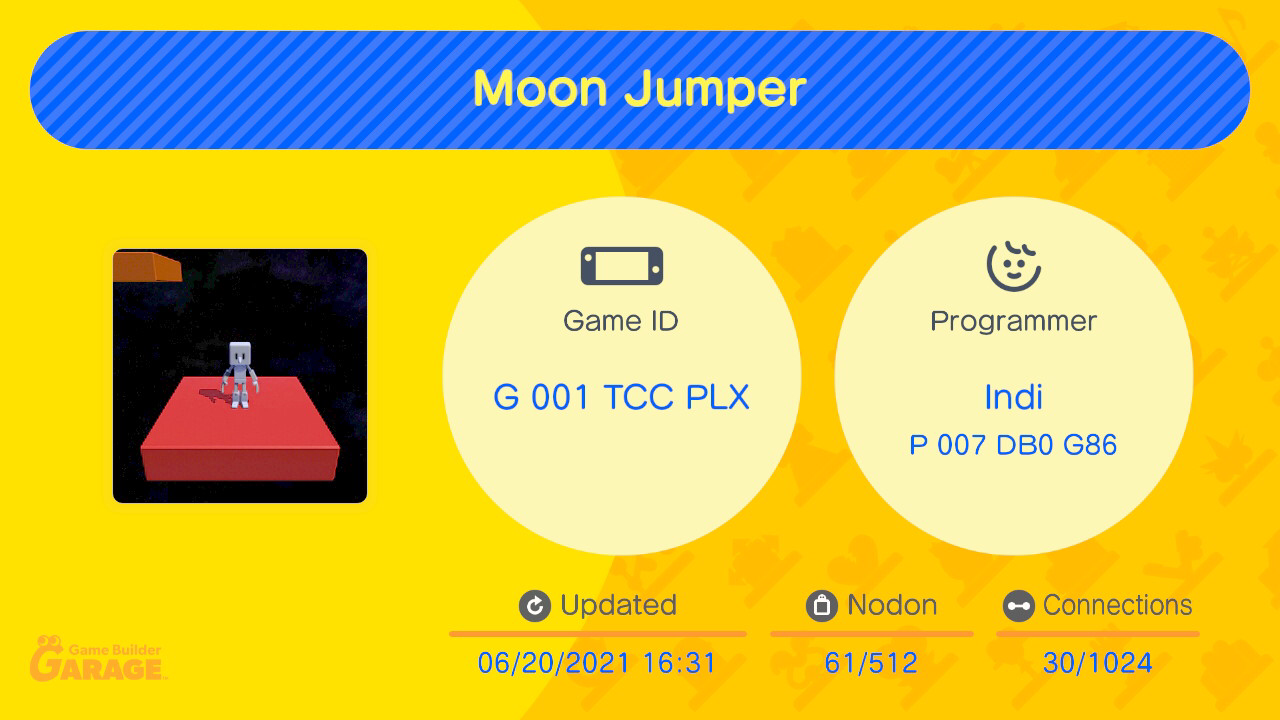 Moon Jumper
Game ID
G 001 TCC PLX
Programmer
Indi
P 007 DB0 G86
Updated
06/20/2021 16:31
Nodon
61/512
Connections
30/1024
Game Builder
GARAGE™